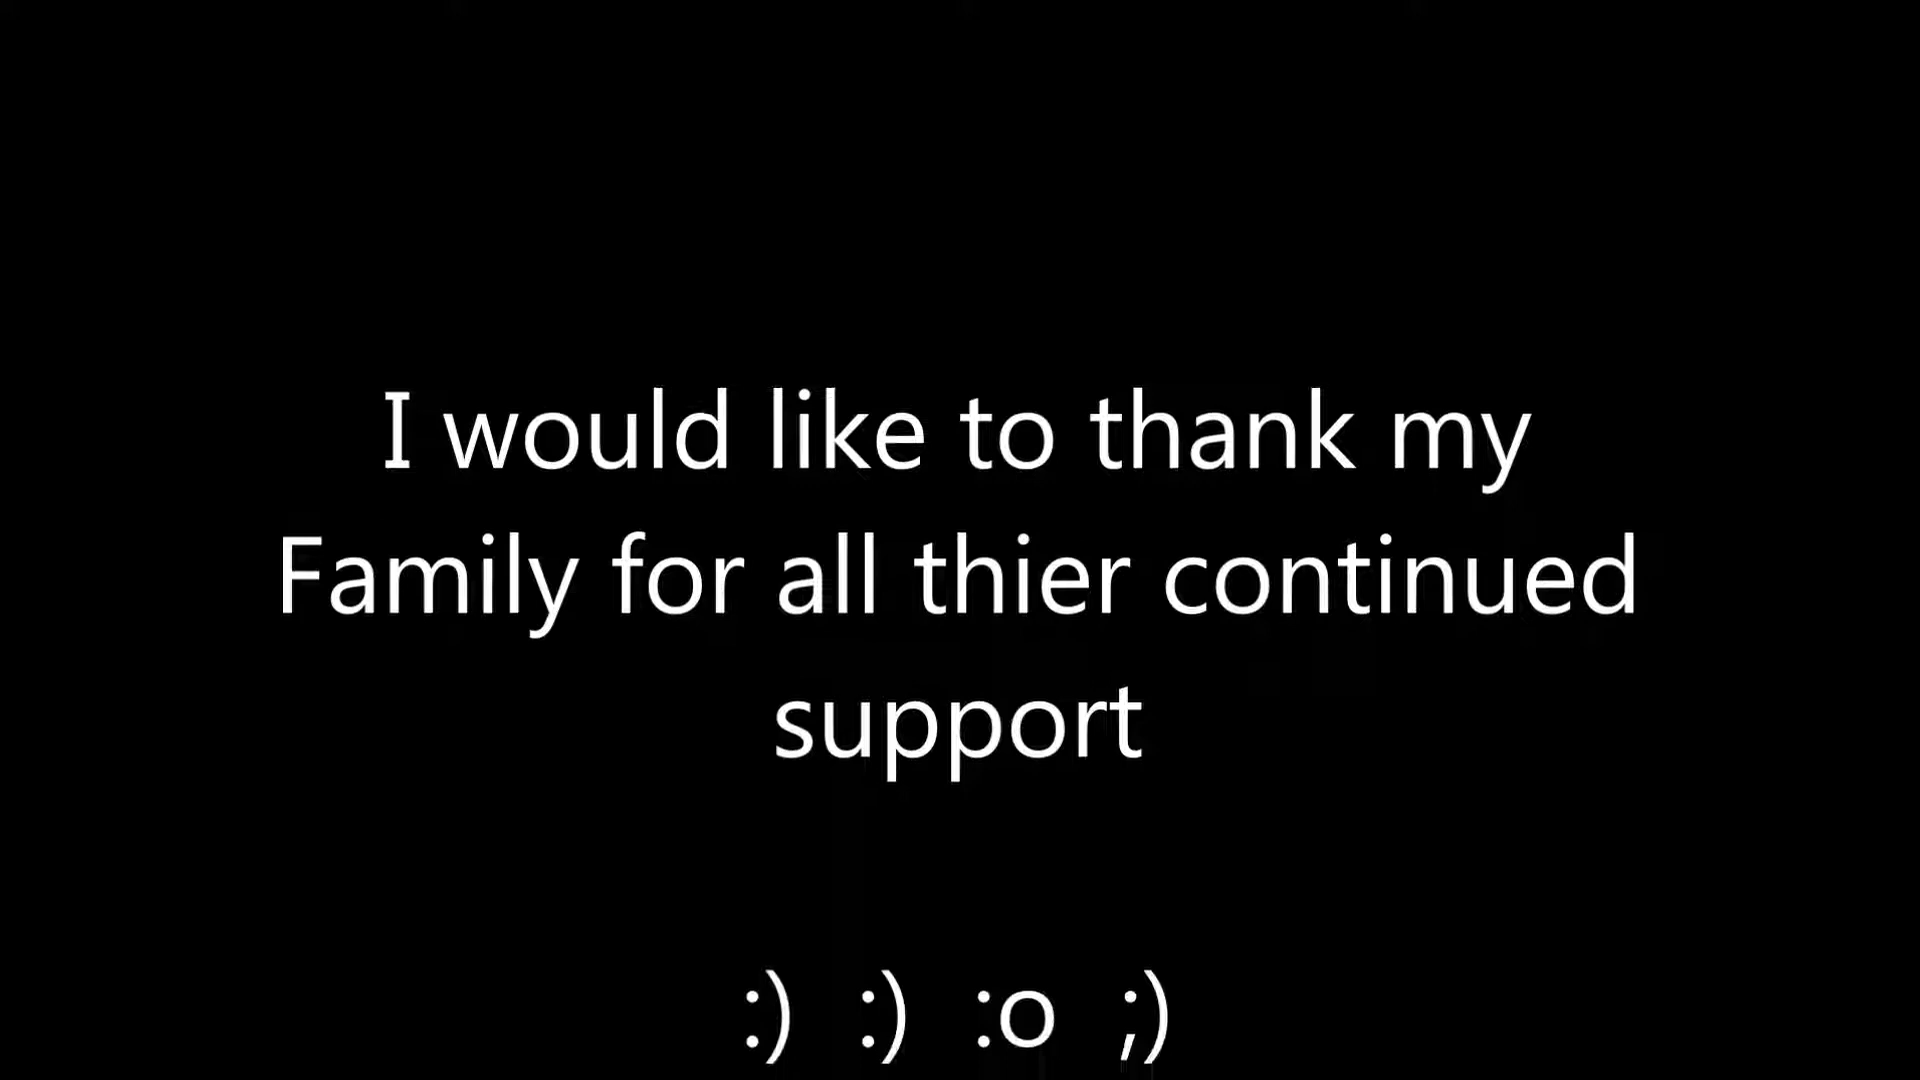 I would like to thank my
Family for all thier continued
support
:) :) :o ;)